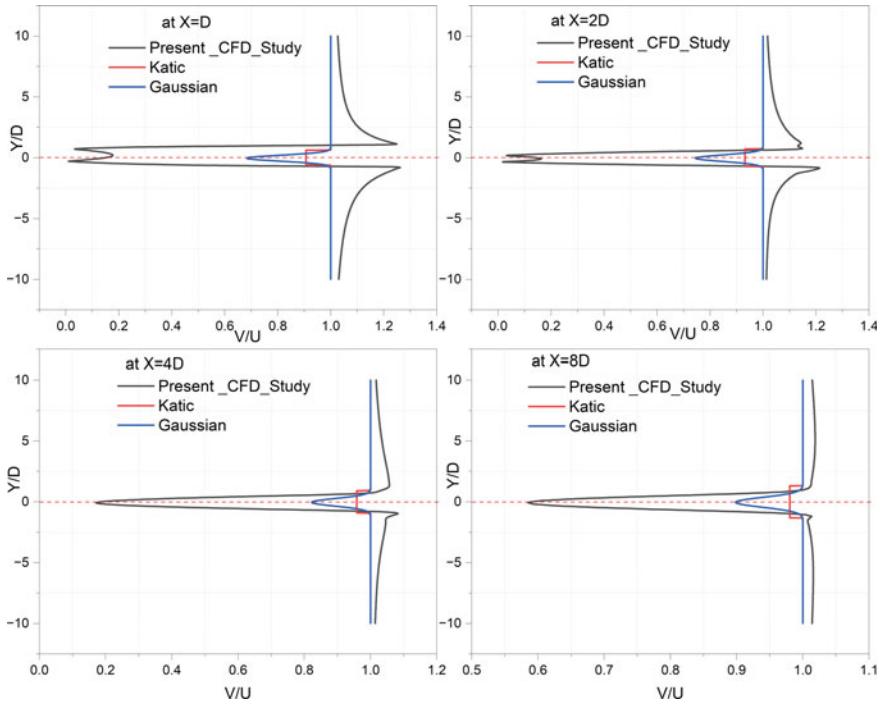 at X=D
Present _CFD_Study
Katic
Gaussian
Y/D
10
5
0
−5
−10
0.0 0.2 0.4 0.6 0.8 1.0 1.2 1.4
V/U
at X=2D
Present _CFD_Study
Katic
Gaussian
Y/D
10
5
0
−5
−10
0.0 0.2 0.4 0.6 0.8 1.0 1.2 1.4
V/U
at X=4D
Present _CFD_Study
Katic
Gaussian
Y/D
10
5
0
−5
−10
0.0 0.2 0.4 0.6 0.8 1.0 1.2
V/U
at X=8D
Present _CFD_Study
Katic
Gaussian
Y/D
10
5
0
−5
−10
0.5 0.6 0.7 0.8 0.9 1.0 1.1
V/U